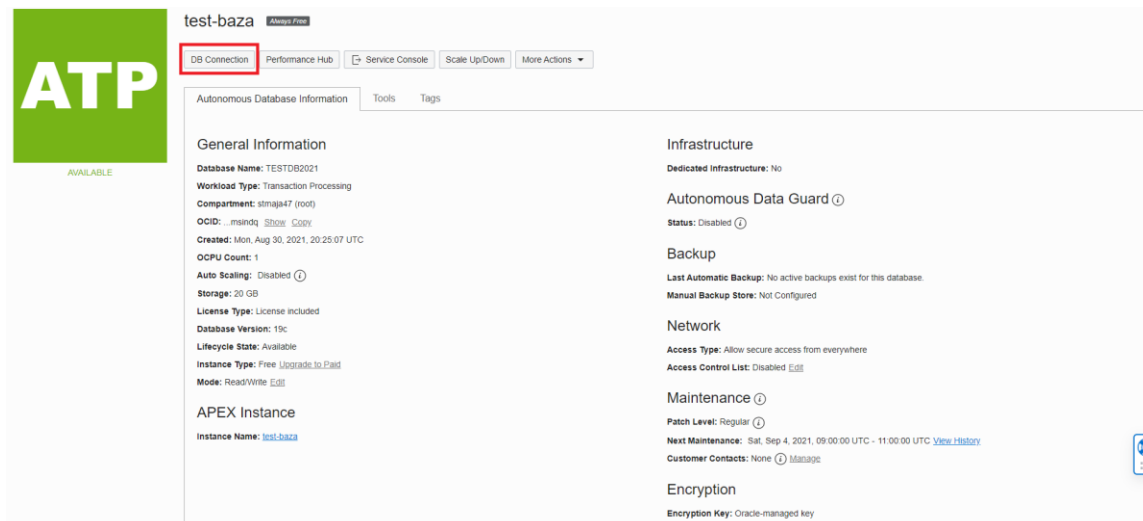 test-baza Always Free
DB Connection Performance Hub Service Console Scale Up/Down More Actions
ATP
AVAILABLE
Autonomous Database Information Tools Tags
General Information
Database Name: TESTDB2021
Workload Type: Transaction Processing
Compartment: stmaja47 (root)
OCID: ...msindq Show Copy
Created: Mon, Aug 30, 2021, 20:25:07 UTC
OCPU Count: 1
Auto Scaling: Disabled
Storage: 20 GB
License Type: License included
Database Version: 19c
Lifecycle State: Available
Instance Type: Free Upgrade to Paid
Mode: Read/Write Edit
APEX Instance
Instance Name: test-baza
Infrastructure
Dedicated Infrastructure: No
Autonomous Data Guard
Status: Disabled
Backup
Last Automatic Backup: No active backups exist for this database.
Manual Backup Store: Not Configured
Network
Access Type: Allow secure access from everywhere
Access Control List: Disabled Edit
Maintenance
Patch Level: Regular
Next Maintenance: Sat, Sep 4, 2021, 09:00:00 UTC - 11:00:00 UTC View History
Customer Contacts: None Manage
Encryption
Encryption Key: Oracle-managed key